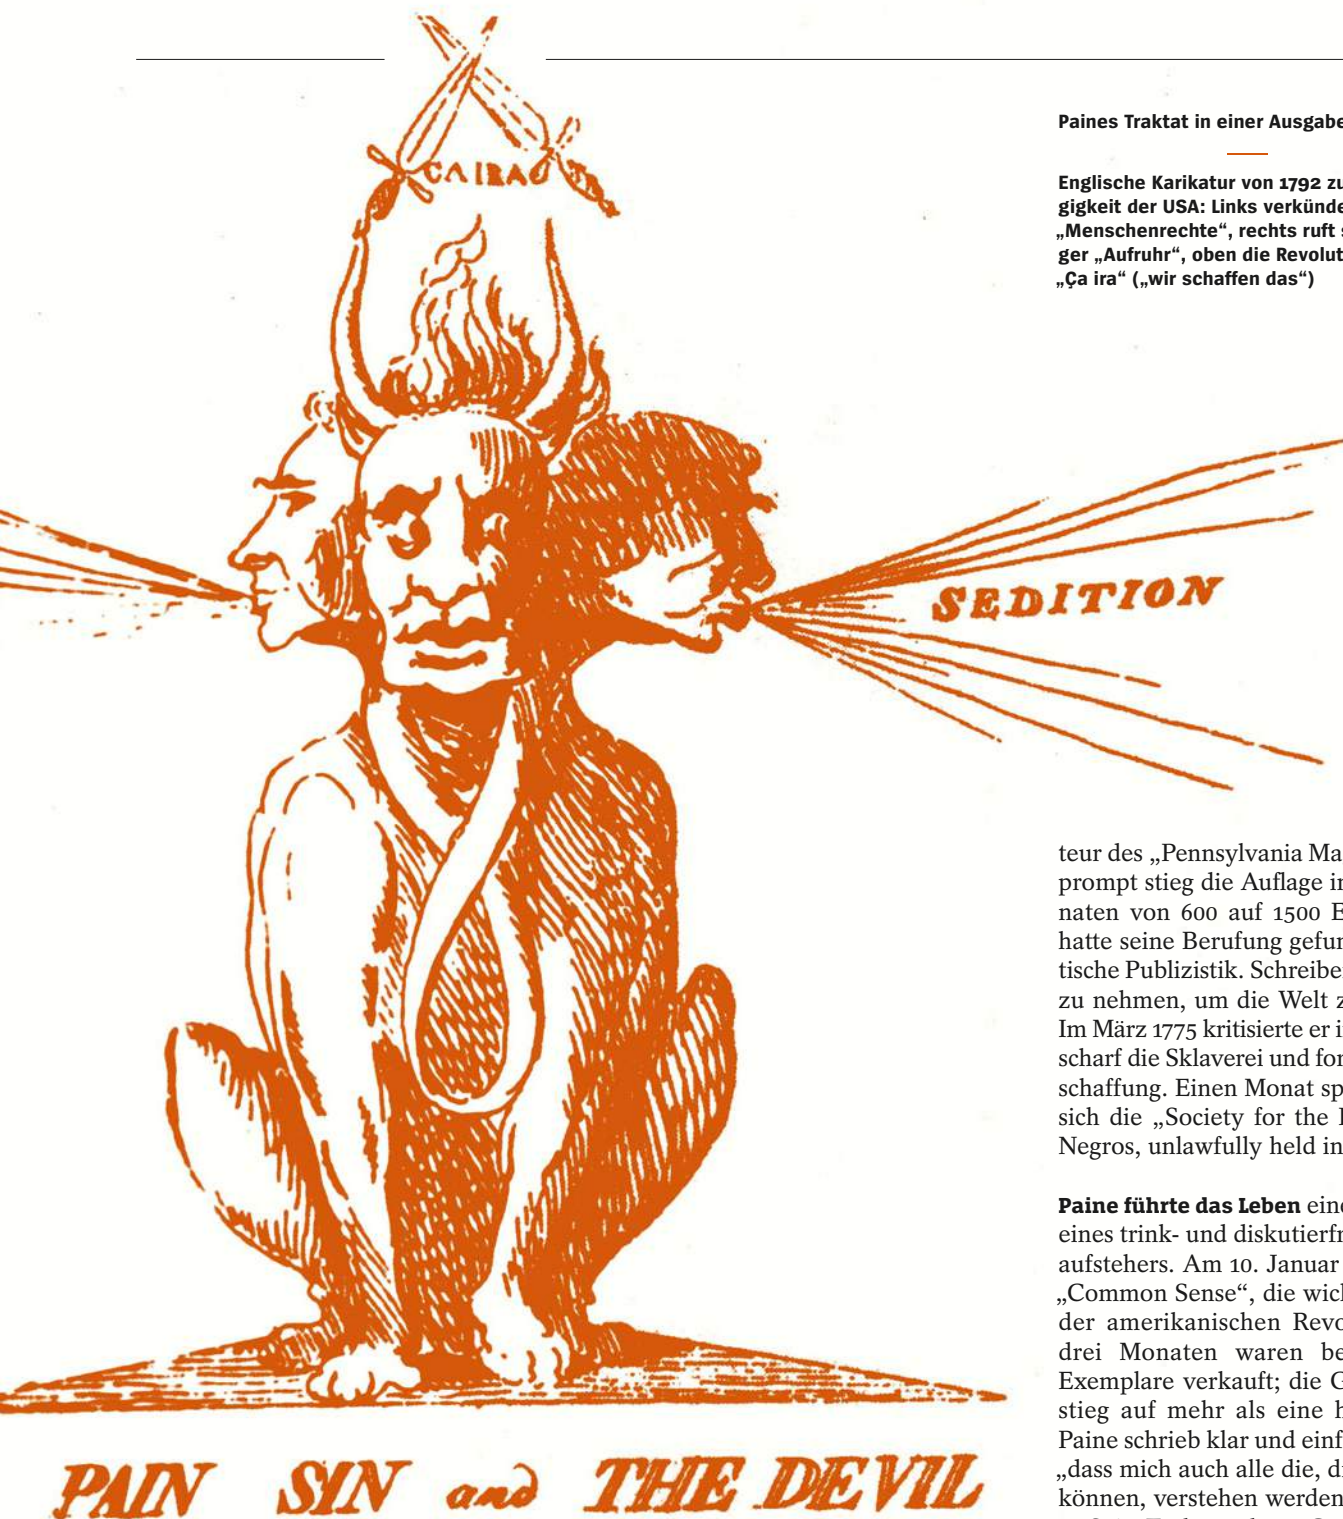 CAIRA
SEDITION
PAIN SIN and THE DEVIL
Paines Traktat in einer Ausgabe
Englische Karikatur von 1792 zu
gigkeit der USA: Links verkünde
„Menschenrechte“, rechts ruft s
ger „Aufruhr“, oben die Revolut
„Ça ira“ („wir schaffen das“)
teur des „Pennsylvania Ma
prompt stieg die Auflage in
naten von 600 auf 1500 E
hatte seine Berufung gefun
tische Publizistik. Schreibe
zu nehmen, um die Welt z
Im März 1775 kritisierte er i
scharf die Sklaverei und for
schaffung. Einen Monat sp
sich die „Society for the
Negros, unlawfully held in
Paine führte das Leben eine
eines trink- und diskutierfr
aufstehers. Am 10. Januar
„Common Sense“, die wich
der amerikanischen Revo
drei Monaten waren be
Exemplare verkauft; die G
stieg auf mehr als eine h
Paine schrieb klar und einf
„dass mich auch alle die, di
können, verstehen werden